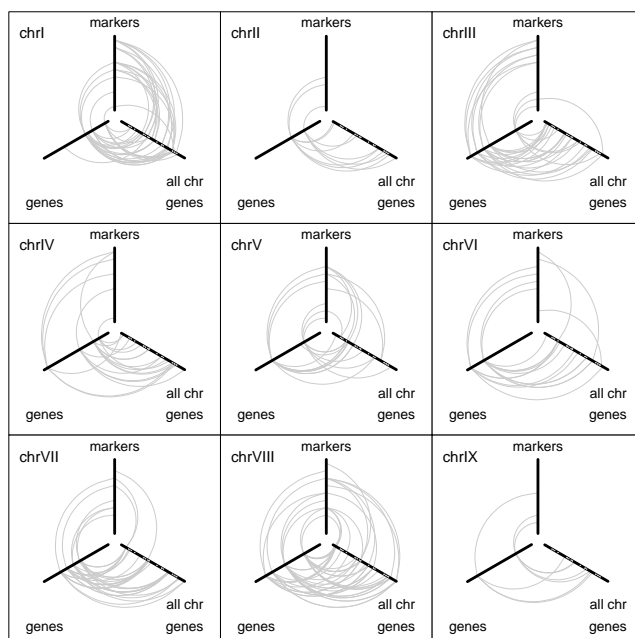 chrI
markers
genes
all chr
genes
chrII
markers
genes
all chr
genes
chrIII
markers
genes
all chr
genes
chrIV
markers
genes
all chr
genes
chrV
markers
genes
all chr
genes
chrVI
markers
genes
all chr
genes
chrVII
markers
genes
all chr
genes
chrVIII
markers
genes
all chr
genes
chrIX
markers
genes
all chr
genes